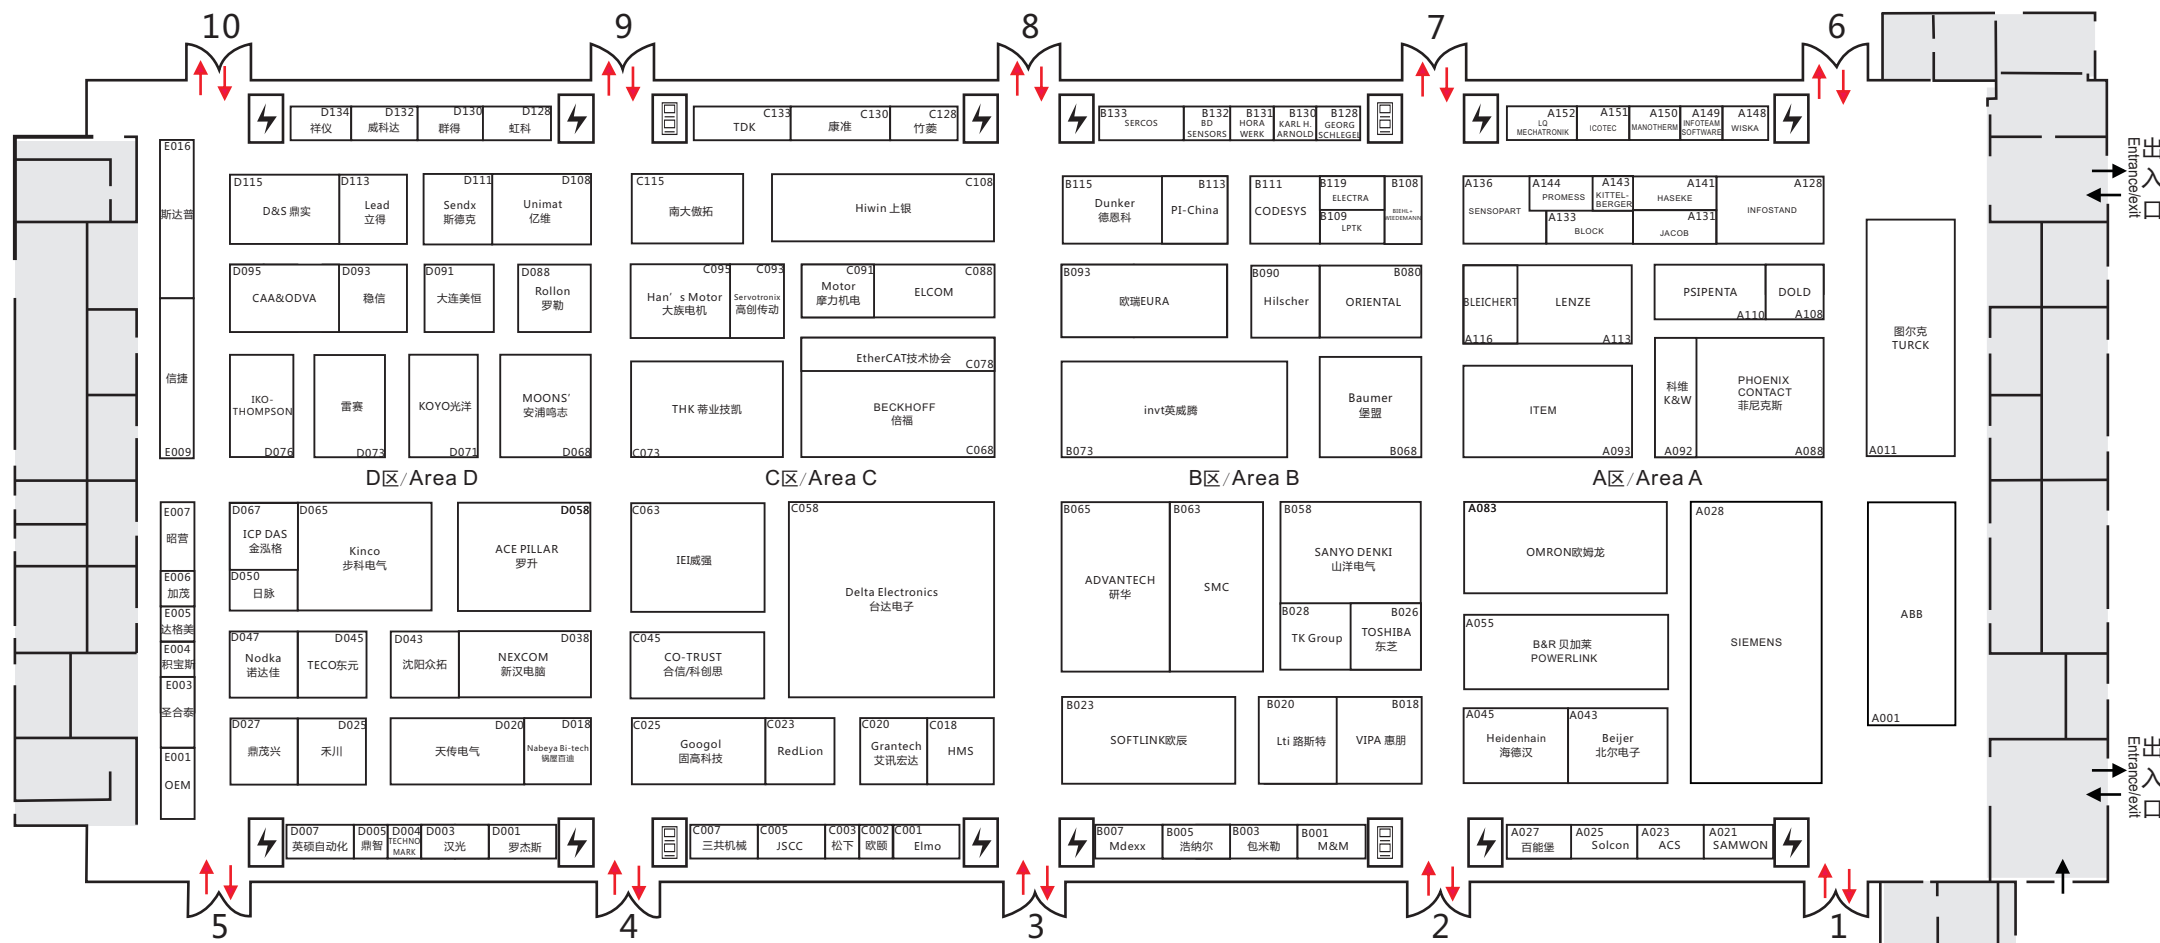 10
9
8
7
6
D134
祥仪
D132
威科达
D130
群得
D128
虹科
C133
TDK
C130
康准
C128
竹菱
B133
SERCOS
B132
BD
SENSORS
B131
HORA
WERK
B130
KARL H.
ARNOLD
B128
GEORG
SCHLEGEL
A152
LQ
MECHATRONIK
A151
ICOTEC
A150
MANOTHERM
A149
INFOTEAM
SOFTWARE
A148
WISKA
出入口
Entrance/exit
E016
斯达普
D115
D&S 鼎实
D113
Lead
立得
D111
Sendx
斯德克
D108
Unimat
亿维
C115
南大傲拓
C108
Hiwin 上银
B115
Dunker
德恩科
B113
PI-China
B111
CODESYS
B119
ELECTRA
B109
LPTK
B108
BIEHL+
WIEDEMANN
A136
SENSOPART
A144
PROMESS
A143
KITTEL-
BERGER
A141
HASEKE
A133
BLOCK
A131
JACOB
A128
INFOSTAND
D095
CAA&ODVA
D093
稳信
D091
大连美恒
D088
Rollon
罗勒
C095
Han's Motor
大族电机
C093
Servotronix
高创传动
C091
Motor
摩力机电
C088
ELCOM
B093
欧瑞EURA
B090
Hilscher
B080
ORIENTAL
BLEICHERT
A116
LENZE
A113
PSIPENTA
A110
DOLD
A108
图尔克
TURCK
A011
信捷
E009
IKO-
THOMPSON
D076
雷赛
D073
KOYO光洋
D071
MOONS'
安浦鸣志
D068
THK 蒂业技凯
C073
EtherCAT技术协会
C078
BECKHOFF
倍福
C068
invt英威腾
B073
Baumer
堡盟
B068
ITEM
A093
科维
K&W
A092
PHOENIX
CONTACT
菲尼克斯
A088
D区/Area D
C区/Area C
B区/Area B
A区/Area A
E007
昭营
E006
加茂
E005
达格美
E004
积宝斯
E003
圣合泰
E001
OEM
D067
ICP DAS
金泓格
D065
Kinco
步科电气
D050
日脉
D058
ACE PILLAR
罗升
C063
IEI威强
C058
Delta Electronics
台达电子
B065
ADVANTECH
研华
B063
SMC
B058
SANYO DENKI
山洋电气
B028
TK Group
B026
TOSHIBA
东芝
A083
OMRON欧姆龙
A028
SIEMENS
ABB
A001
D047
Nodka
诺达佳
D045
TECO东元
D043
沈阳众拓
D038
NEXCOM
新汉电脑
C045
CO-TRUST
合信/科创思
A055
B&R 贝加莱
POWERLINK
D027
鼎茂兴
D025
禾川
D020
天传电气
D018
Nabeya Bi-tech
锅屋百迪
C025
Googol
固高科技
C023
RedLion
C020
Grantech
艾讯宏达
C018
HMS
B023
SOFTLINK欧辰
B020
Lti 路斯特
B018
VIPA 惠朋
A045
Heidenhain
海德汉
A043
Beijer
北尔电子
出入口
Entrance/exit
D007
英硕自动化
D005
鼎智
D004
TECHNO
MARK
D003
汉光
D001
罗杰斯
C007
三共机械
C005
JSCC
C003
松下
C002
欧颐
C001
Elmo
B007
Mdexx
B005
浩纳尔
B003
包米勒
B001
M&M
A027
百能堡
A025
Solcon
A023
ACS
A021
SAMWON
5
4
3
2
1